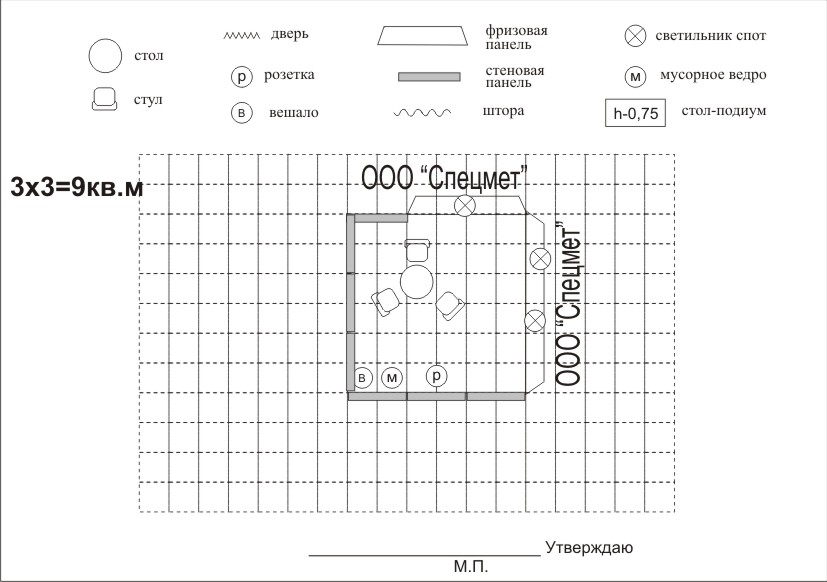 стол
стул
дверь
р розетка
в вешало
фризовая
панель
стеновая
панель
штора
светильник спот
м мусорное ведро
h-0,75 стол-подиум
3х3=9кв.м
ООО “Спецмет”
ООО “Спецмет”
в м р
Утверждаю
М.П.